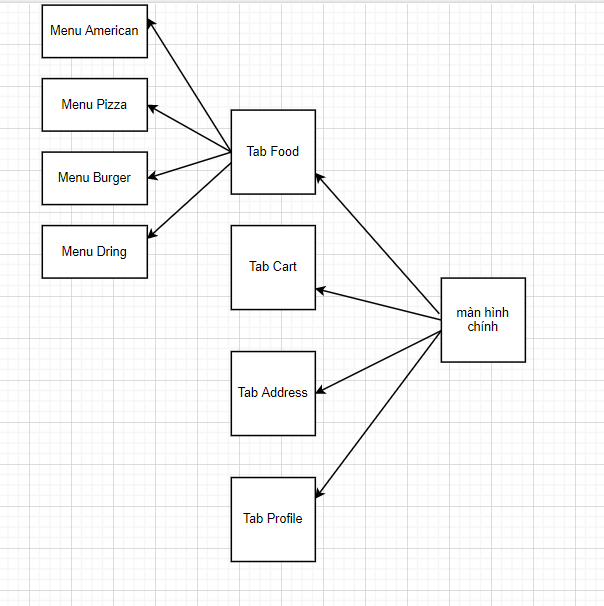 Menu American
Menu Pizza
Menu Burger
Menu Dring
Tab Food
Tab Cart
Tab Address
Tab Profile
màn hình
chính